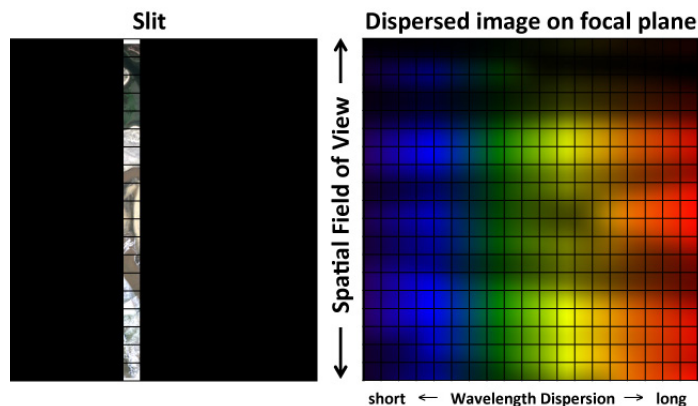 Slit
Dispersed image on focal plane
Spatial Field of View
short ← Wavelength Dispersion → long